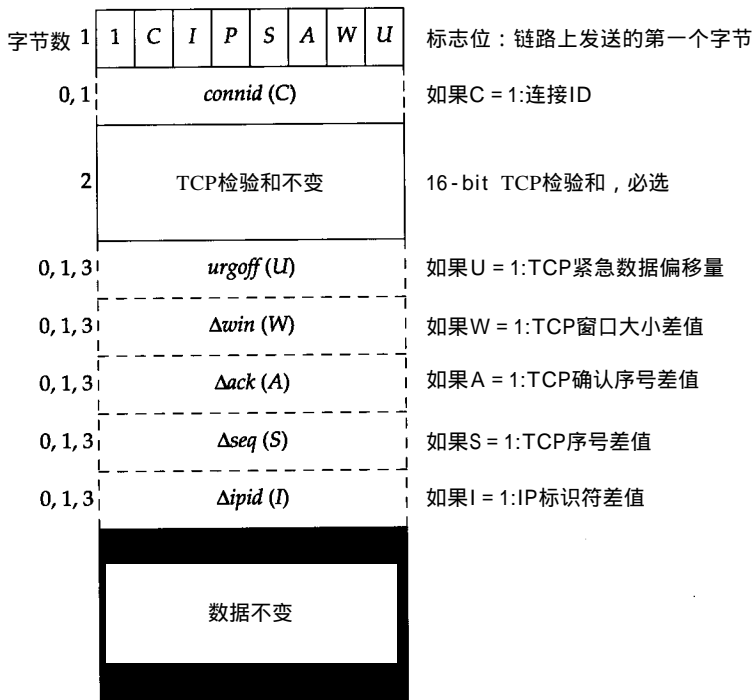 字节数 1 1 C I P S A W U 标志位：链路上发送的第一个字节
0, 1 connid (C) 如果C = 1:连接ID
2 TCP检验和不变 16-bit TCP检验和，必选
0, 1, 3 urgoff (U) 如果U = 1:TCP紧急数据偏移量
0, 1, 3 Δwin (W) 如果W = 1:TCP窗口大小差值
0, 1, 3 Δack (A) 如果A = 1:TCP确认序号差值
0, 1, 3 Δseq (S) 如果S = 1:TCP序号差值
0, 1, 3 Δipid (I) 如果I = 1:IP标识符差值
数据不变